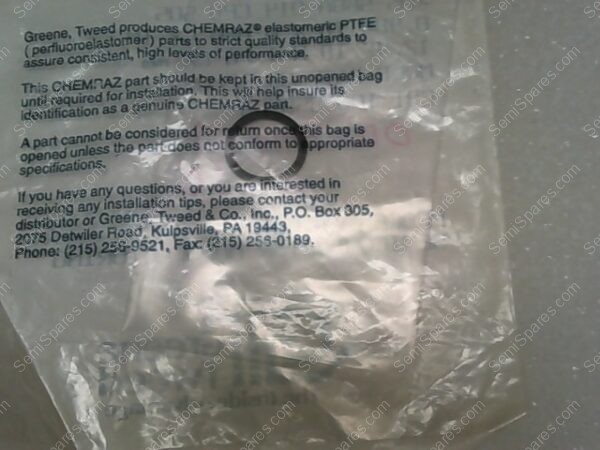 Greene, Tweed produces CHEMRAZ® elastomeric PTFE
(perfluoroelastomer) parts to strict quality standards to
assure consistent, high levels of performance.
This CHEMRAZ part should be kept in this unopened bag
until required for installation. This will help insure its
identification as a genuine CHEMRAZ part.
A part cannot be considered for return once this bag is
opened unless the part does not conform to appropriate
specifications.
If you have any questions, or you are interested in
receiving any installation tips, please contact your
distributor or Greene, Tweed & Co., Inc., P.O. Box 305,
2075 Detwiler Road, Kulpsville, PA 19443,
Phone: (215) 256-9521, Fax: (215) 256-0189.
SemiSpares.com